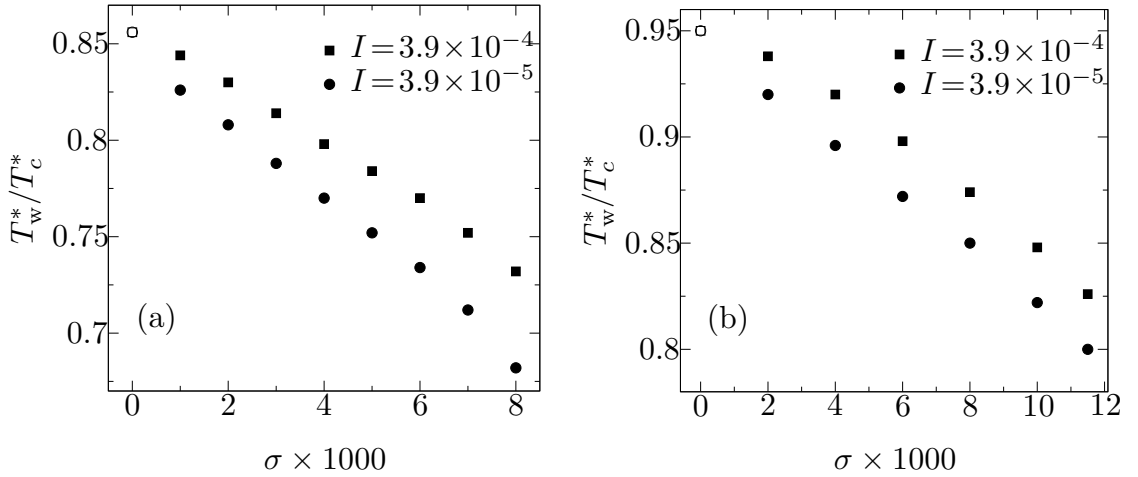 0.85
0.8
0.75
0.7
T*w/T*c
I=3.9×10−4
I=3.9×10−5
(a)
0 2 4 6 8
σ × 1000
0.95
0.9
0.85
0.8
T*w/T*c
I=3.9×10−4
I=3.9×10−5
(b)
0 2 4 6 8 10 12
σ × 1000